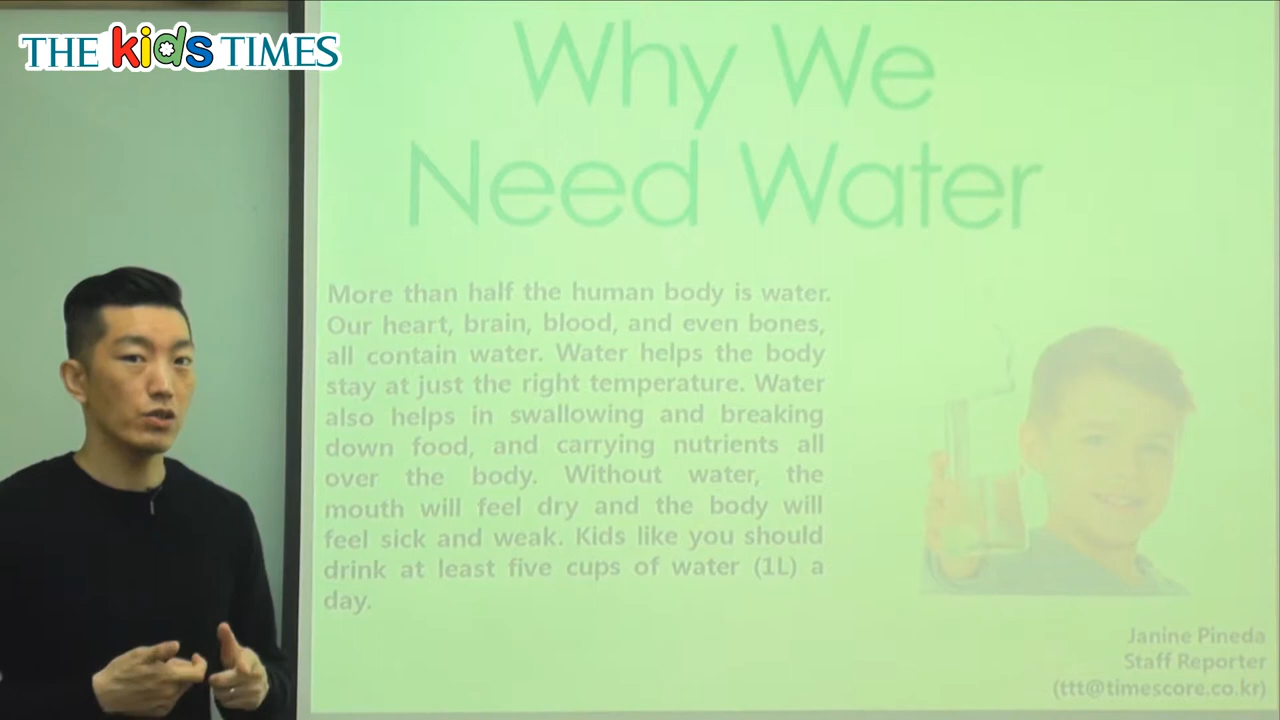 THE kids TIMES
Why We
Need Water
More than half the human body is water.
Our heart, brain, blood, and even bones,
all contain water. Water helps the body
stay at just the right temperature. Water
also helps in swallowing and breaking
down food, and carrying nutrients all
over the body. Without water, the
mouth will feel dry and the body will
feel sick and weak. Kids like you should
drink at least five cups of water (1L) a
day.
Janine Pineda
Staff Reporter
(ttt@timescore.co.kr)